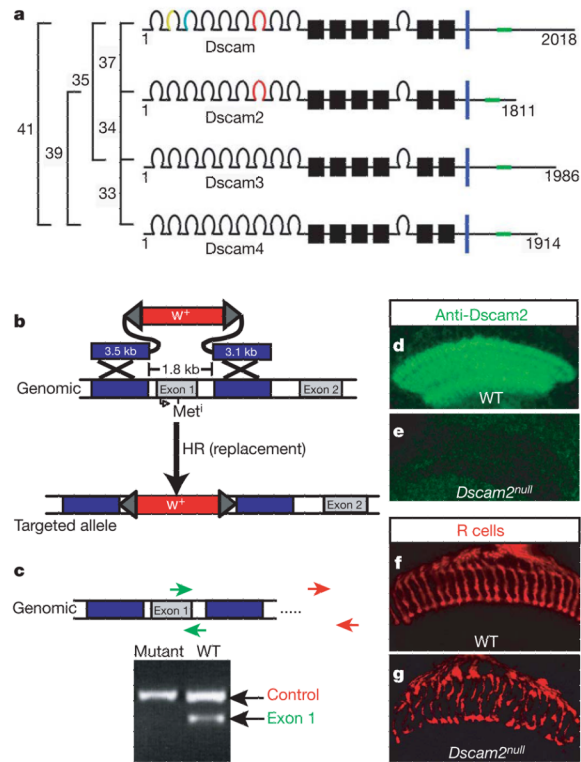 a
1
Dscam
2018
37
35
1
Dscam2
1811
41
34
39
1
Dscam3
1986
33
1
Dscam4
1914
b
W+
3.5 kb
3.1 kb
1.8 kb
Genomic
Exon 1
Exon 2
Meti
HR (replacement)
W+
Exon 2
Targeted allele
c
Genomic
Exon 1
.....
Mutant WT
Control
Exon 1
Anti-Dscam2
d
WT
e
Dscam2null
R cells
f
WT
g
Dscam2null